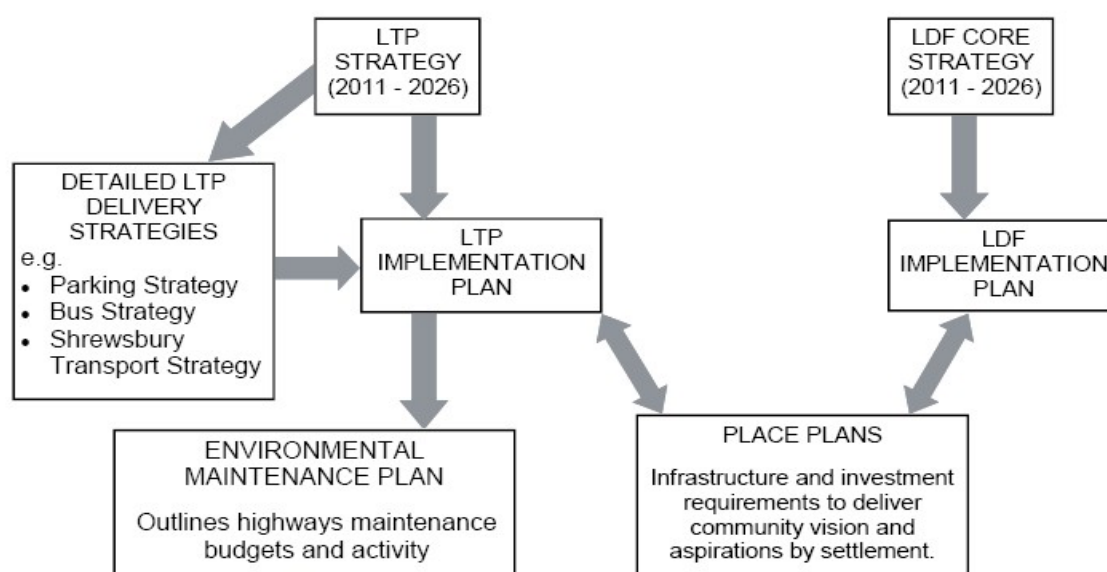 LTP
STRATEGY
(2011 - 2026)
LDF CORE
STRATEGY
(2011 - 2026)
DETAILED LTP
DELIVERY
STRATEGIES
e.g.
• Parking Strategy
• Bus Strategy
• Shrewsbury
Transport Strategy
LTP
IMPLEMENTATION
PLAN
LDF
IMPLEMENTATION
PLAN
ENVIRONMENTAL
MAINTENANCE PLAN
Outlines highways maintenance
budgets and activity
PLACE PLANS
Infrastructure and investment
requirements to deliver
community vision and
aspirations by settlement.